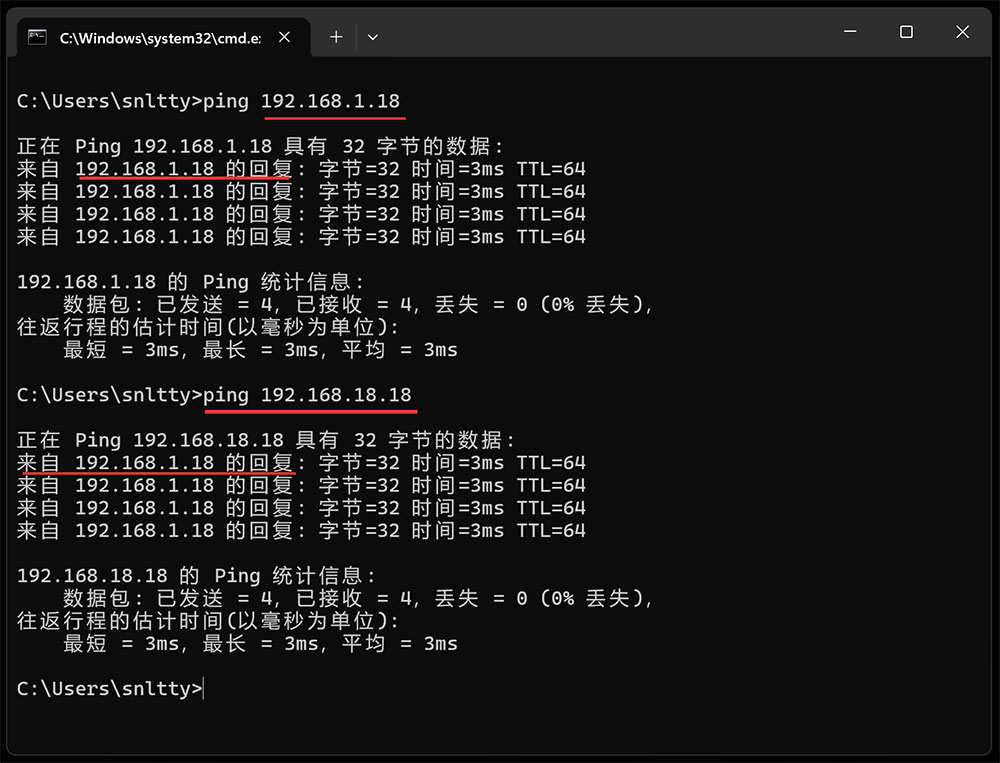 C:\Windows\system32\cmd.e
C:\Users\snltty>ping 192.168.1.18
正在 Ping 192.168.1.18 具有 32 字节的数据:
来自 192.168.1.18 的回复: 字节=32 时间=3ms TTL=64
来自 192.168.1.18 的回复: 字节=32 时间=3ms TTL=64
来自 192.168.1.18 的回复: 字节=32 时间=3ms TTL=64
来自 192.168.1.18 的回复: 字节=32 时间=3ms TTL=64
192.168.1.18 的 Ping 统计信息:
数据包: 已发送 = 4, 已接收 = 4, 丢失 = 0 (0% 丢失),
往返行程的估计时间(以毫秒为单位):
最短 = 3ms, 最长 = 3ms, 平均 = 3ms
C:\Users\snltty>ping 192.168.18.18
正在 Ping 192.168.18.18 具有 32 字节的数据:
来自 192.168.1.18 的回复: 字节=32 时间=3ms TTL=64
来自 192.168.1.18 的回复: 字节=32 时间=3ms TTL=64
来自 192.168.1.18 的回复: 字节=32 时间=3ms TTL=64
来自 192.168.1.18 的回复: 字节=32 时间=3ms TTL=64
192.168.18.18 的 Ping 统计信息:
数据包: 已发送 = 4, 已接收 = 4, 丢失 = 0 (0% 丢失),
往返行程的估计时间(以毫秒为单位):
最短 = 3ms, 最长 = 3ms, 平均 = 3ms
C:\Users\snltty>